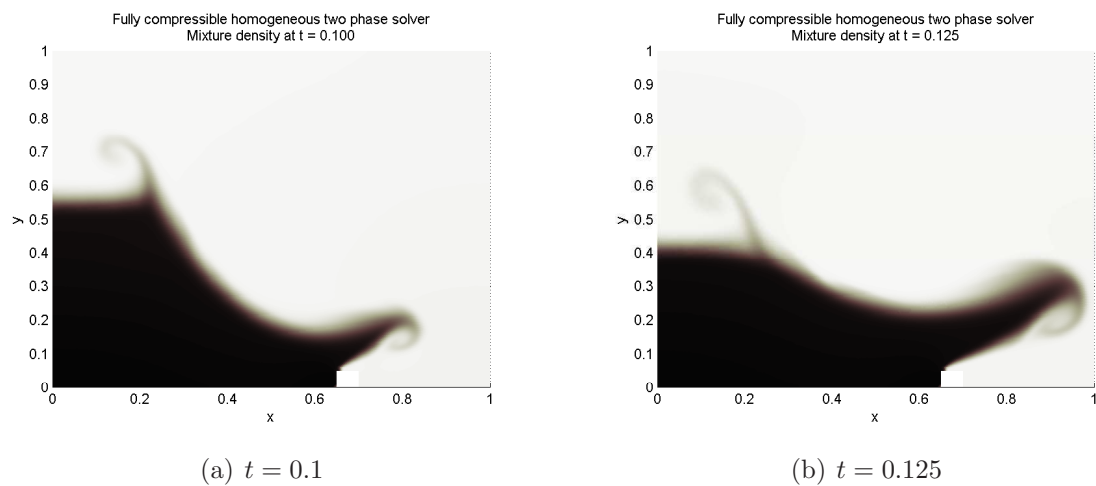 Fully compressible homogeneous two phase solver
Mixture density at t = 0.100
1
0.9
0.8
0.7
0.6
0.5
0.4
0.3
0.2
0.1
0
y
0 0.2 0.4 0.6 0.8 1
x
(a) t = 0.1
Fully compressible homogeneous two phase solver
Mixture density at t = 0.125
1
0.9
0.8
0.7
0.6
0.5
0.4
0.3
0.2
0.1
0
y
0 0.2 0.4 0.6 0.8 1
x
(b) t = 0.125